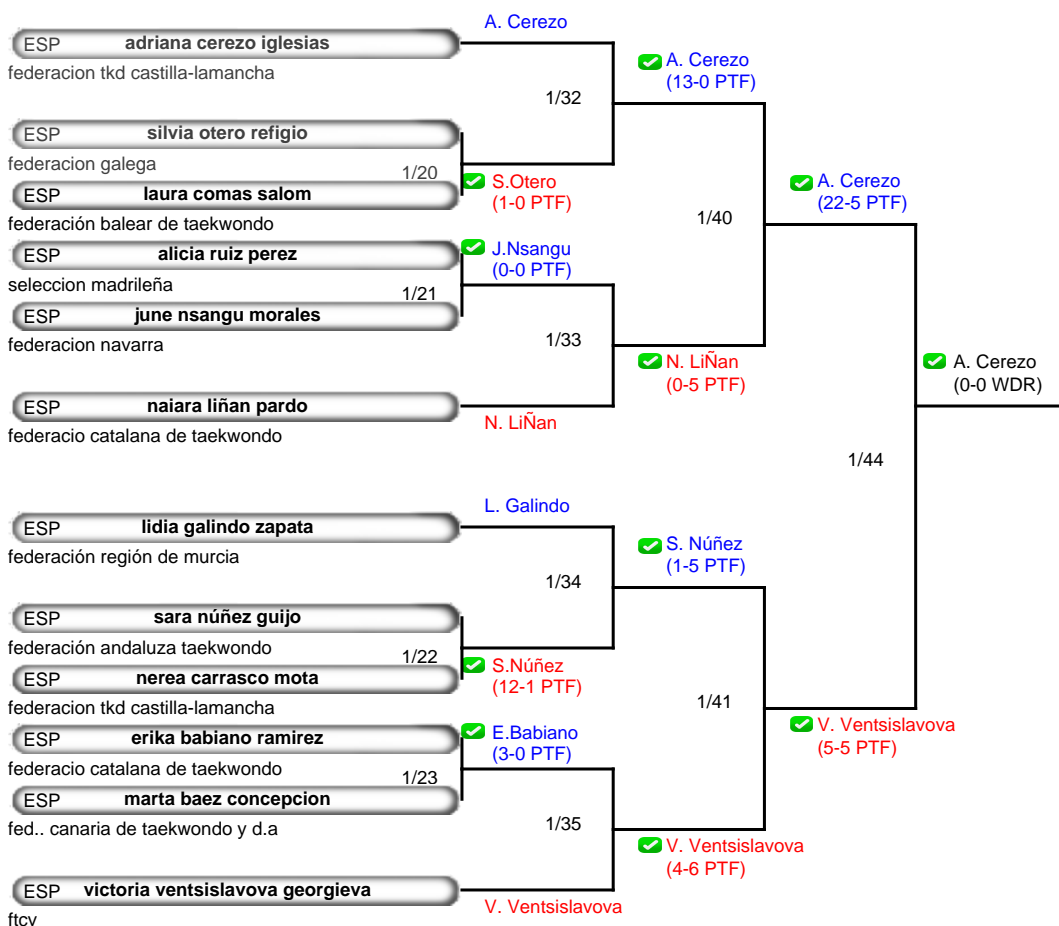 A. Cerezo
ESP adriana cerezo iglesias
federacion tkd castilla-lamancha
A. Cerezo
(13-0 PTF)
1/32
ESP silvia otero refigio
federacion galega
1/20
S.Otero
(1-0 PTF)
ESP laura comas salom
federación balear de taekwondo
A. Cerezo
(22-5 PTF)
1/40
ESP alicia ruiz perez
seleccion madrileña
J.Nsangu
(0-0 PTF)
1/21
ESP june nsangu morales
federacion navarra
1/33
N. LiÑan
(0-5 PTF)
A. Cerezo
(0-0 WDR)
ESP naiara liñan pardo
federacio catalana de taekwondo
N. LiÑan
1/44
L. Galindo
ESP lidia galindo zapata
federación región de murcia
S. Núñez
(1-5 PTF)
1/34
ESP sara núñez guijo
federación andaluza taekwondo
1/22
S.Núñez
(12-1 PTF)
ESP nerea carrasco mota
federacion tkd castilla-lamancha
1/41
ESP erika babiano ramirez
federacio catalana de taekwondo
E.Babiano
(3-0 PTF)
V. Ventsislavova
(5-5 PTF)
1/23
ESP marta baez concepcion
fed.. canaria de taekwondo y d.a
1/35
V. Ventsislavova
(4-6 PTF)
ESP victoria ventsislavova georgieva
ftcv
V. Ventsislavova